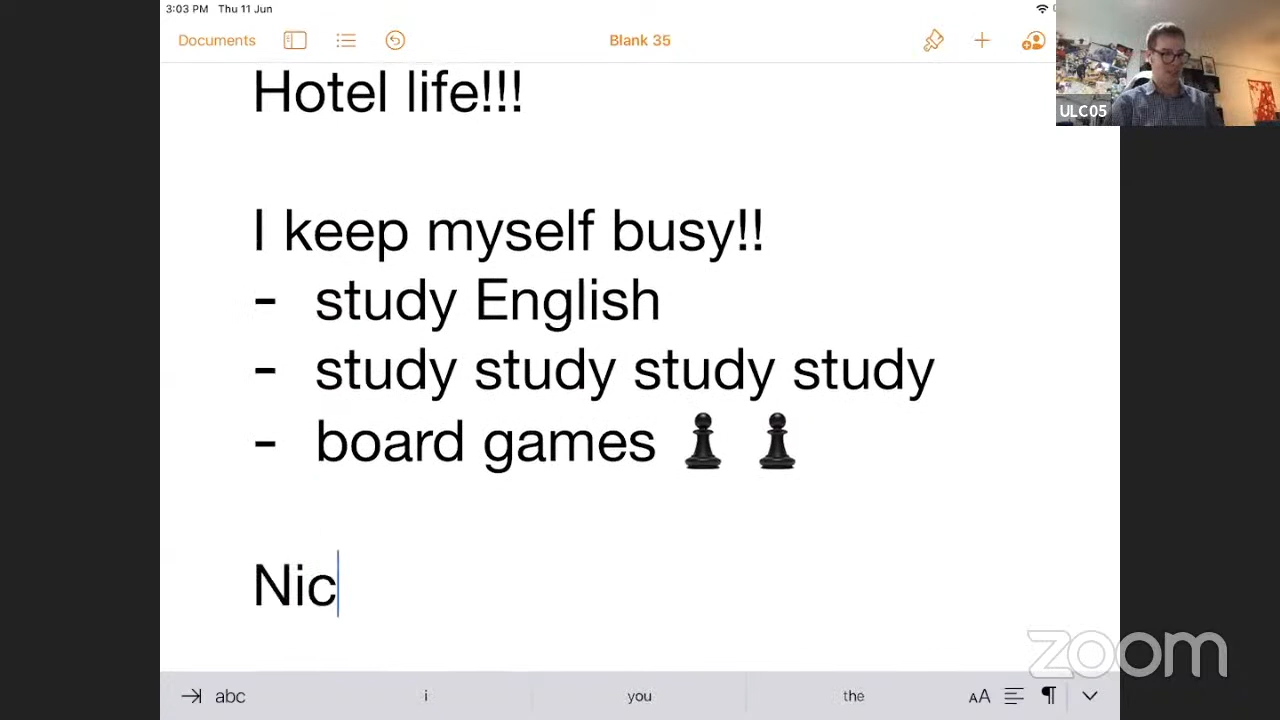 3:03 PM Thu 11 Jun
Documents
Blank 35
ULC05
Hotel life!!!
I keep myself busy!!
- study English
- study study study study
- board games ♟ ♟
Nic
zoom
abc i you the AA ¶